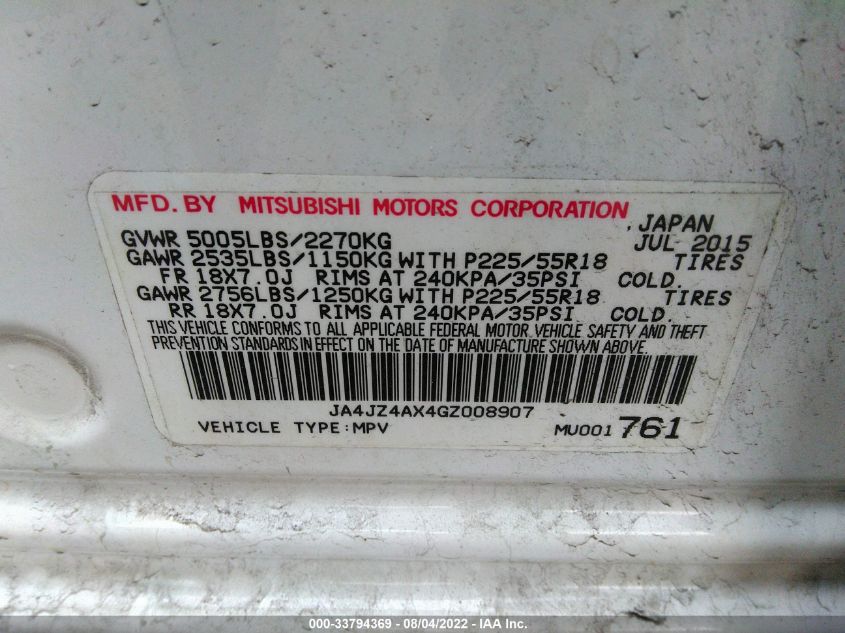 MFD. BY MITSUBISHI MOTORS CORPORATION JAPAN
GVWR 5005LBS/2270KG JUL 2015
GAWR 2535LBS/1150KG WITH P225/55R18 TIRES
FR 18X7.0J RIMS AT 240KPA/35PSI COLD.
GAWR 2756LBS/1250KG WITH P225/55R18 TIRES
RR 18X7.0J RIMS AT 240KPA/35PSI COLD.
THIS VEHICLE CONFORMS TO ALL APPLICABLE FEDERAL MOTOR VEHICLE SAFETY AND THEFT
PREVENTION STANDARDS IN EFFECT ON THE DATE OF MANUFACTURE SHOWN ABOVE.
JA4JZ4AX4GZ008907
VEHICLE TYPE:MPV MU001 761
000-33794369 - 08/04/2022 - IAA Inc.